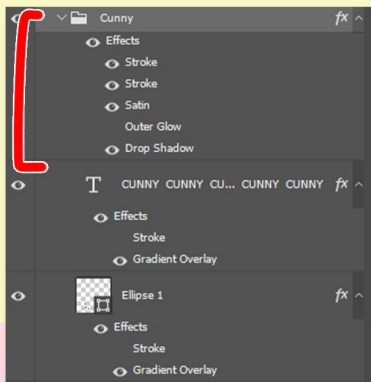 Cunny fx
Effects
Stroke
Stroke
Satin
Outer Glow
Drop Shadow
T CUNNY CUNNY CU... CUNNY CUNNY fx
Effects
Stroke
Gradient Overlay
Ellipse 1 fx
Effects
Stroke
Gradient Overlay